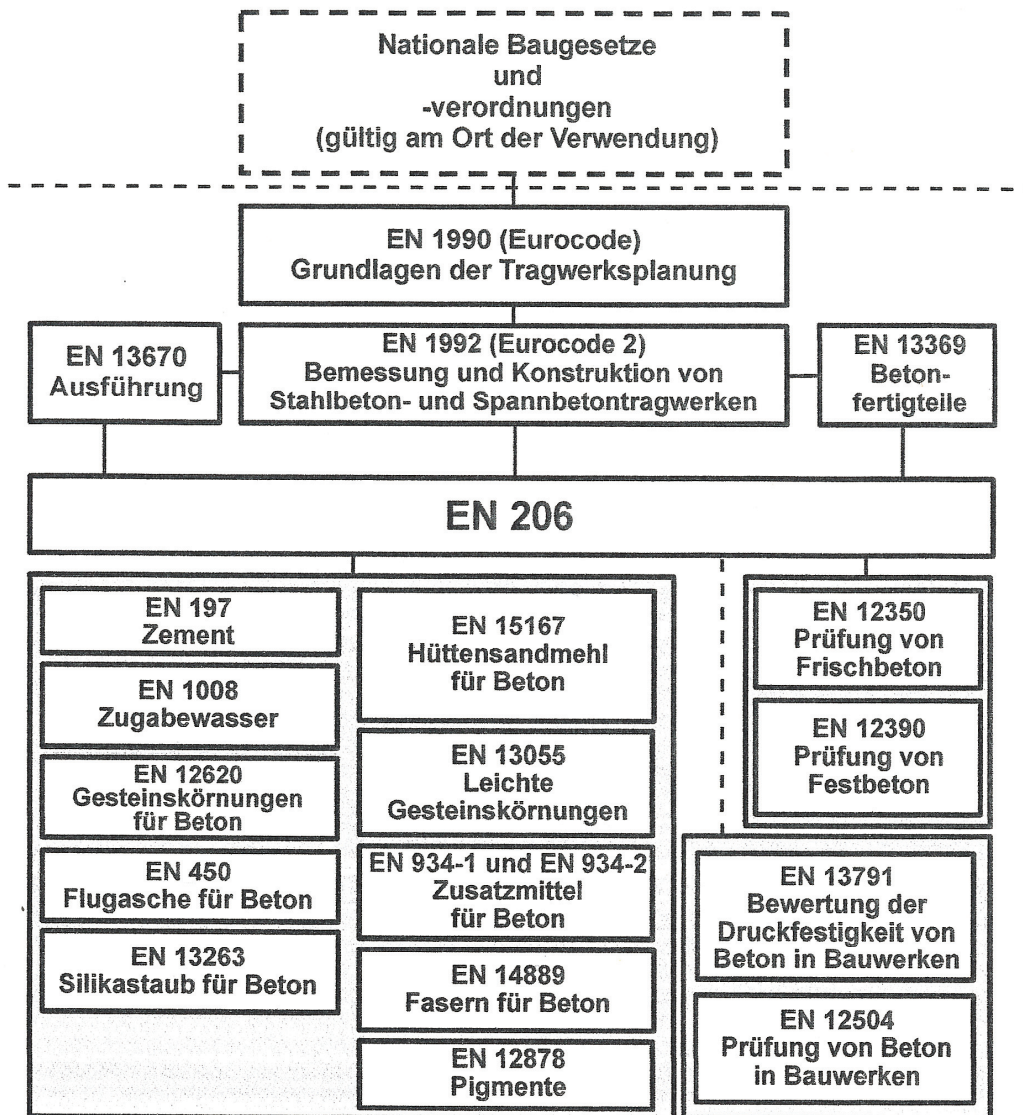 Nationale Baugesetze
und
-verordnungen
(gültig am Ort der Verwendung)
EN 1990 (Eurocode)
Grundlagen der Tragwerksplanung
EN 13670
Ausführung
EN 1992 (Eurocode 2)
Bemessung und Konstruktion von
Stahlbeton- und Spannbetontragwerken
EN 13369
Beton-
fertigteile
EN 206
EN 197
Zement
EN 1008
Zugabewasser
EN 12620
Gesteinskörnungen
für Beton
EN 450
Flugasche für Beton
EN 13263
Silikastaub für Beton
EN 15167
Hüttensandmehl
für Beton
EN 13055
Leichte
Gesteinskörnungen
EN 934-1 und EN 934-2
Zusatzmittel
für Beton
EN 14889
Fasern für Beton
EN 12878
Pigmente
EN 12350
Prüfung von
Frischbeton
EN 12390
Prüfung von
Festbeton
EN 13791
Bewertung der
Druckfestigkeit von
Beton in Bauwerken
EN 12504
Prüfung von Beton
in Bauwerken